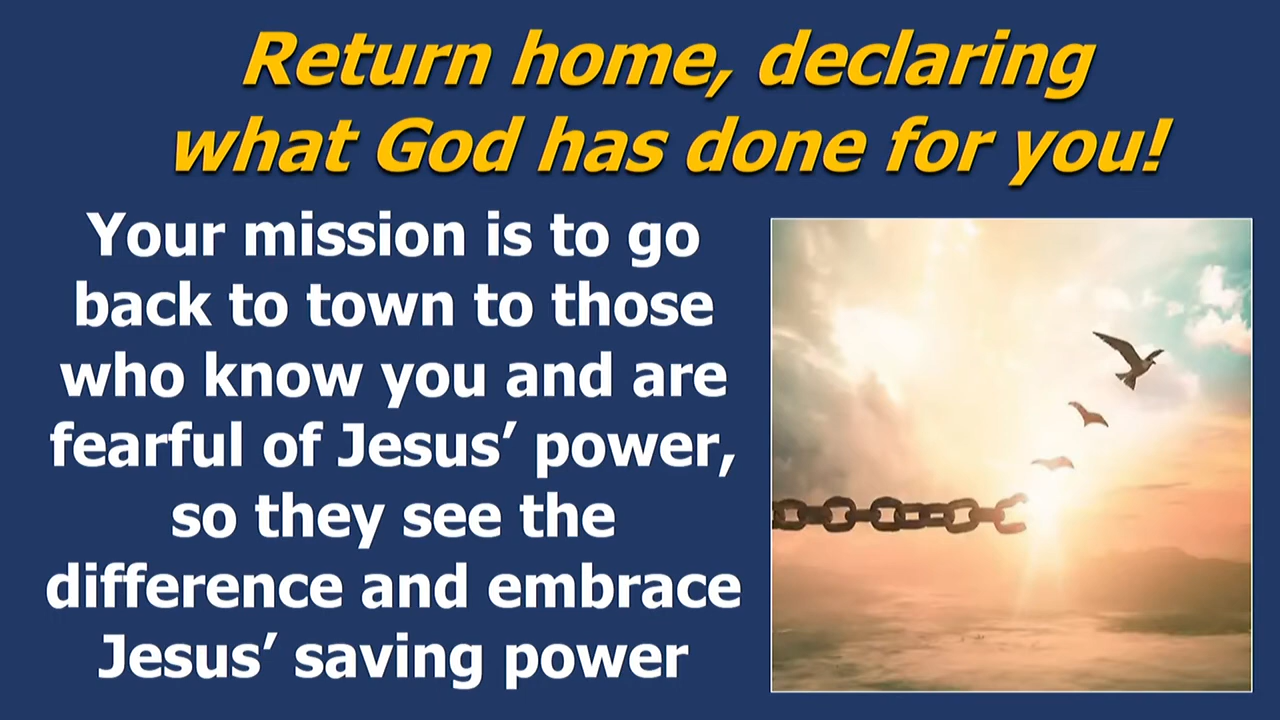 Return home, declaring
what God has done for you!
Your mission is to go
back to town to those
who know you and are
fearful of Jesus’ power,
so they see the
difference and embrace
Jesus’ saving power